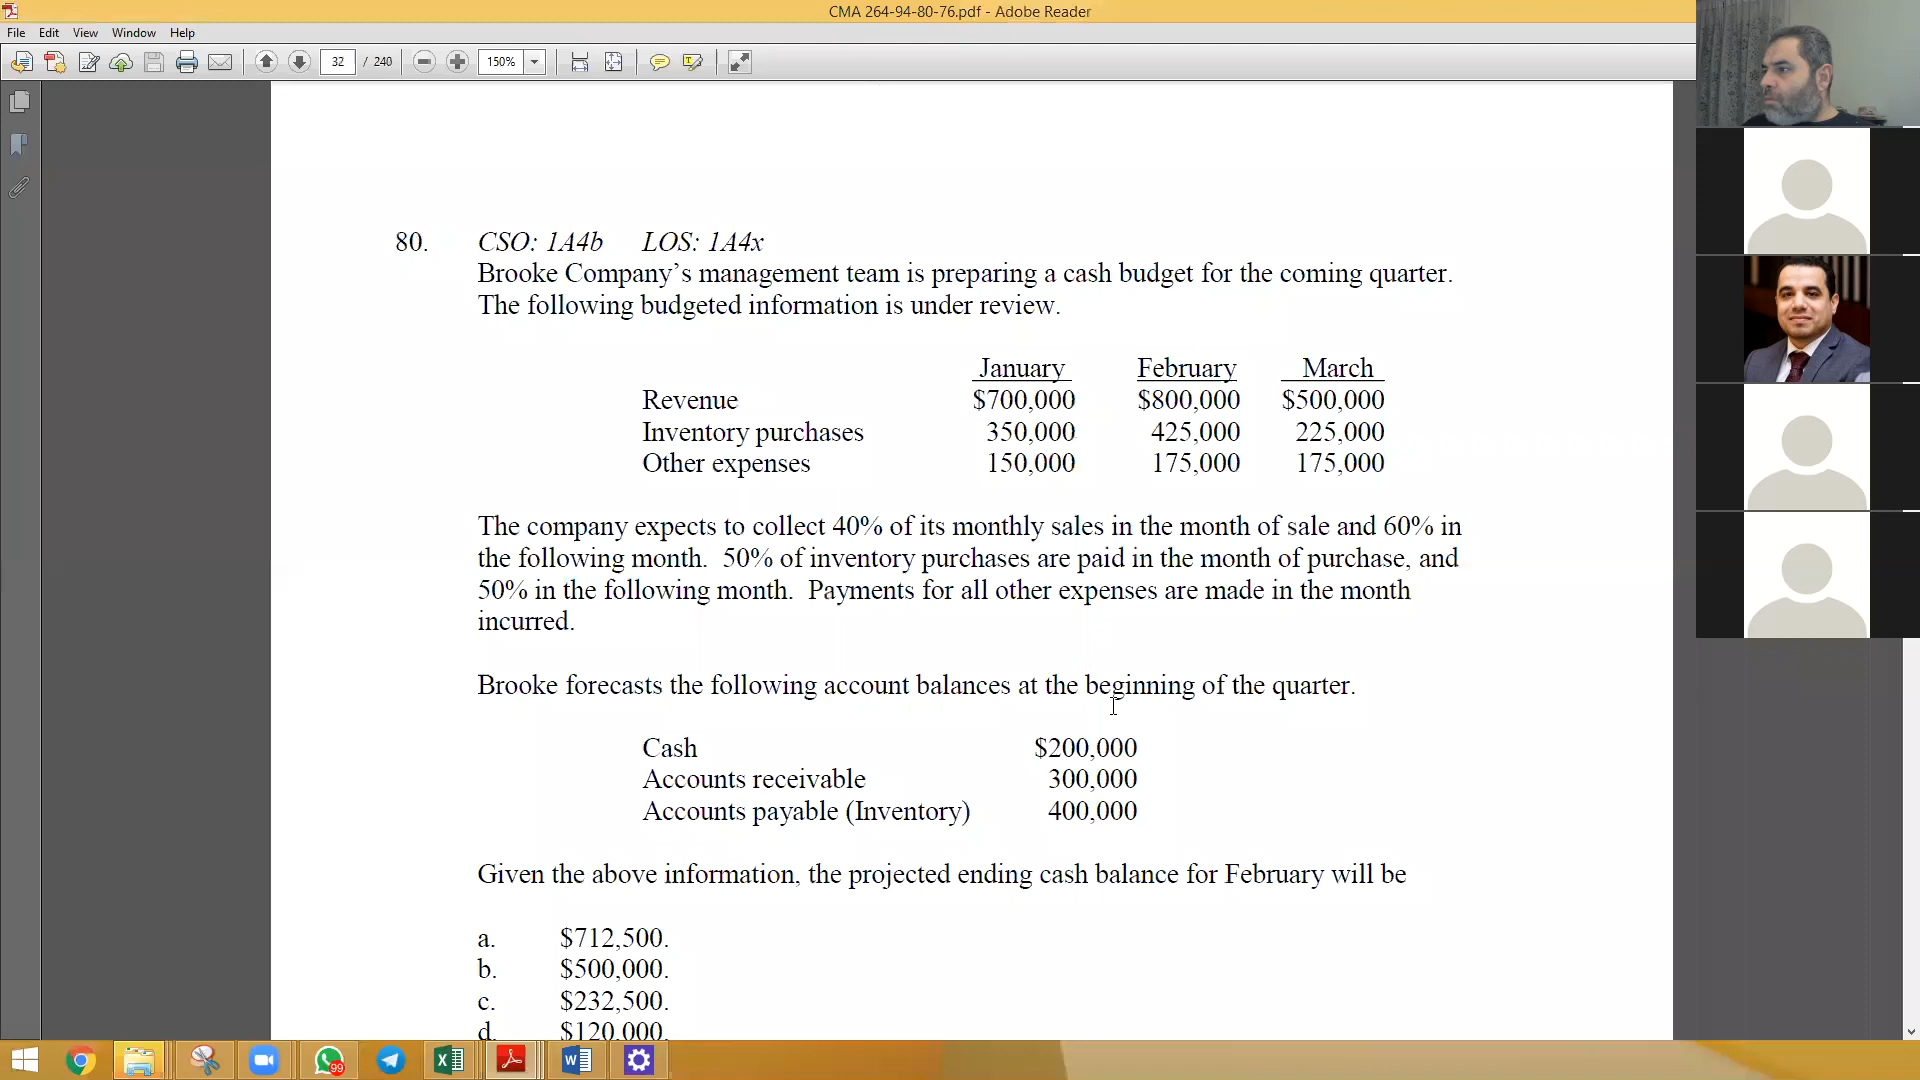 CMA 264-94-80-76.pdf - Adobe Reader
File Edit View Window Help
32 / 240 150%
80. CSO: 1A4b LOS: 1A4x
Brooke Company’s management team is preparing a cash budget for the coming quarter.
The following budgeted information is under review.
January February March
Revenue $700,000 $800,000 $500,000
Inventory purchases 350,000 425,000 225,000
Other expenses 150,000 175,000 175,000
The company expects to collect 40% of its monthly sales in the month of sale and 60% in
the following month. 50% of inventory purchases are paid in the month of purchase, and
50% in the following month. Payments for all other expenses are made in the month
incurred.
Brooke forecasts the following account balances at the beginning of the quarter.
Cash $200,000
Accounts receivable 300,000
Accounts payable (Inventory) 400,000
Given the above information, the projected ending cash balance for February will be
a. $712,500.
b. $500,000.
c. $232,500.
d. $120,000.
99